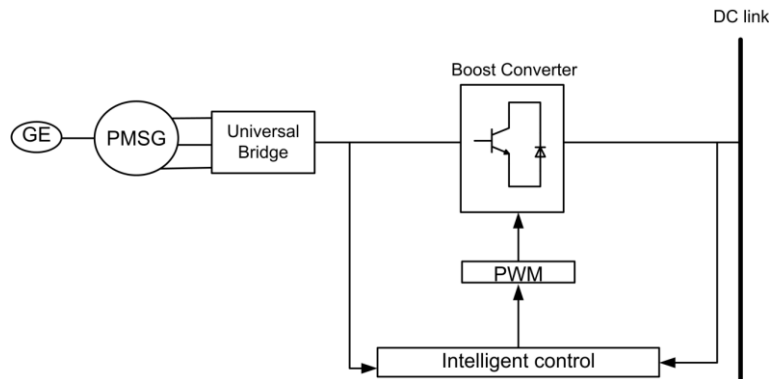 DC link
Boost Converter
GE
PMSG
Universal
Bridge
PWM
Intelligent control